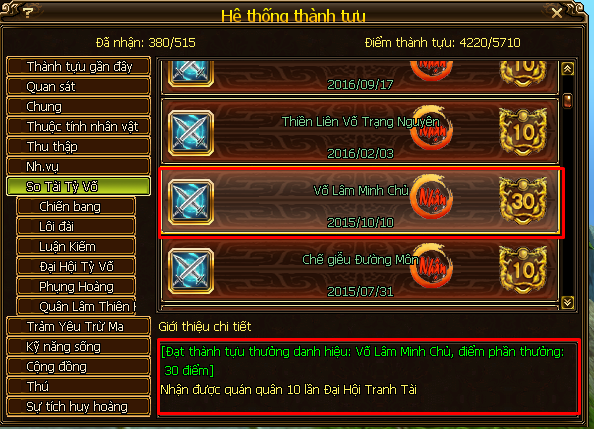 Hệ thống thành tựu
Đã nhận: 380/515
Điểm thành tựu: 4220/5710
Thành tựu gần đây
Quan sát
Chung
Thuộc tính nhân vật
Thu thập
Nh.vụ
So Tài Tỷ Võ
Chiến bang
Lôi đài
Luận Kiếm
Đại Hội Tỷ Võ
Phụng Hoàng
Quân Lâm Thiên
Trảm Yêu Trừ Ma
Kỹ năng sống
Cộng đồng
Thú
Sự tích huy hoàng
10
2016/09/17
Thiền Liên Võ Trạng Nguyên
Nhận
10
2016/02/03
Võ Lâm Minh Chủ
Nhận
30
2015/10/10
Chế giễu Đường Môn
Nhận
10
2015/07/31
Giới thiệu chi tiết
[Đạt thành tựu thưởng danh hiệu: Võ Lâm Minh Chủ, điểm phần thưởng:
30 điểm]
Nhận được quán quân 10 lần Đại Hội Tranh Tài